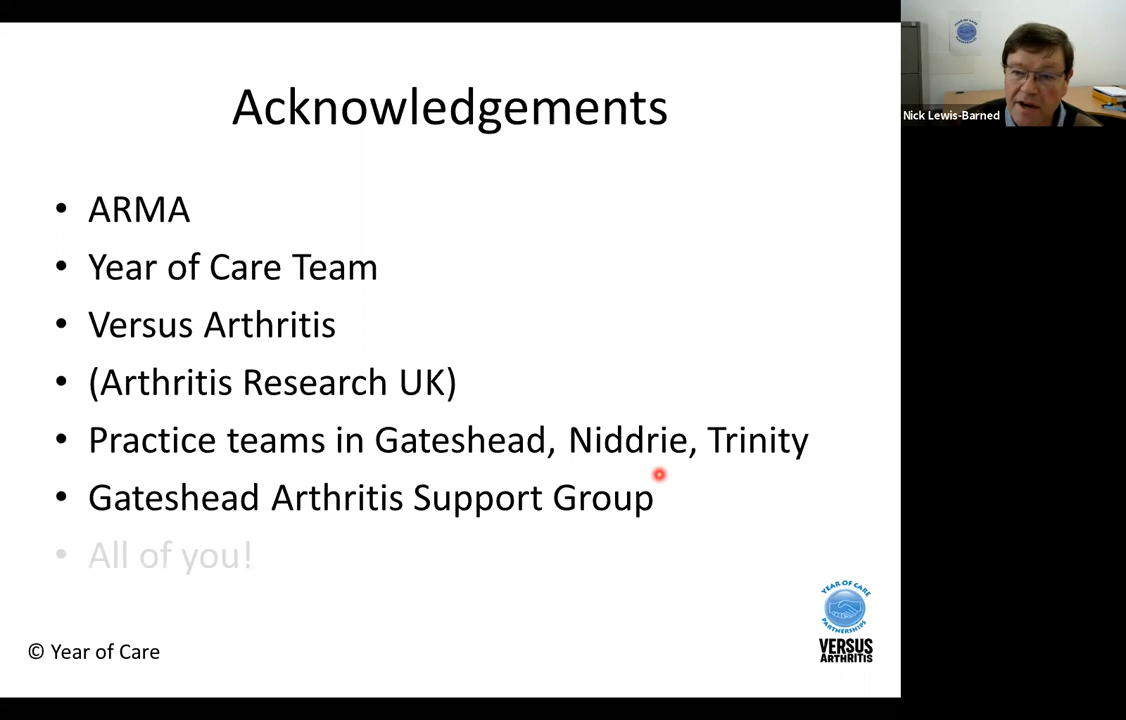 Acknowledgements
• ARMA
• Year of Care Team
• Versus Arthritis
• (Arthritis Research UK)
• Practice teams in Gateshead, Niddrie, Trinity
• Gateshead Arthritis Support Group
• All of you!
© Year of Care
YEAR OF CARE
PARTNERSHIPS
VERSUS
ARTHRITIS
Nick Lewis-Barned